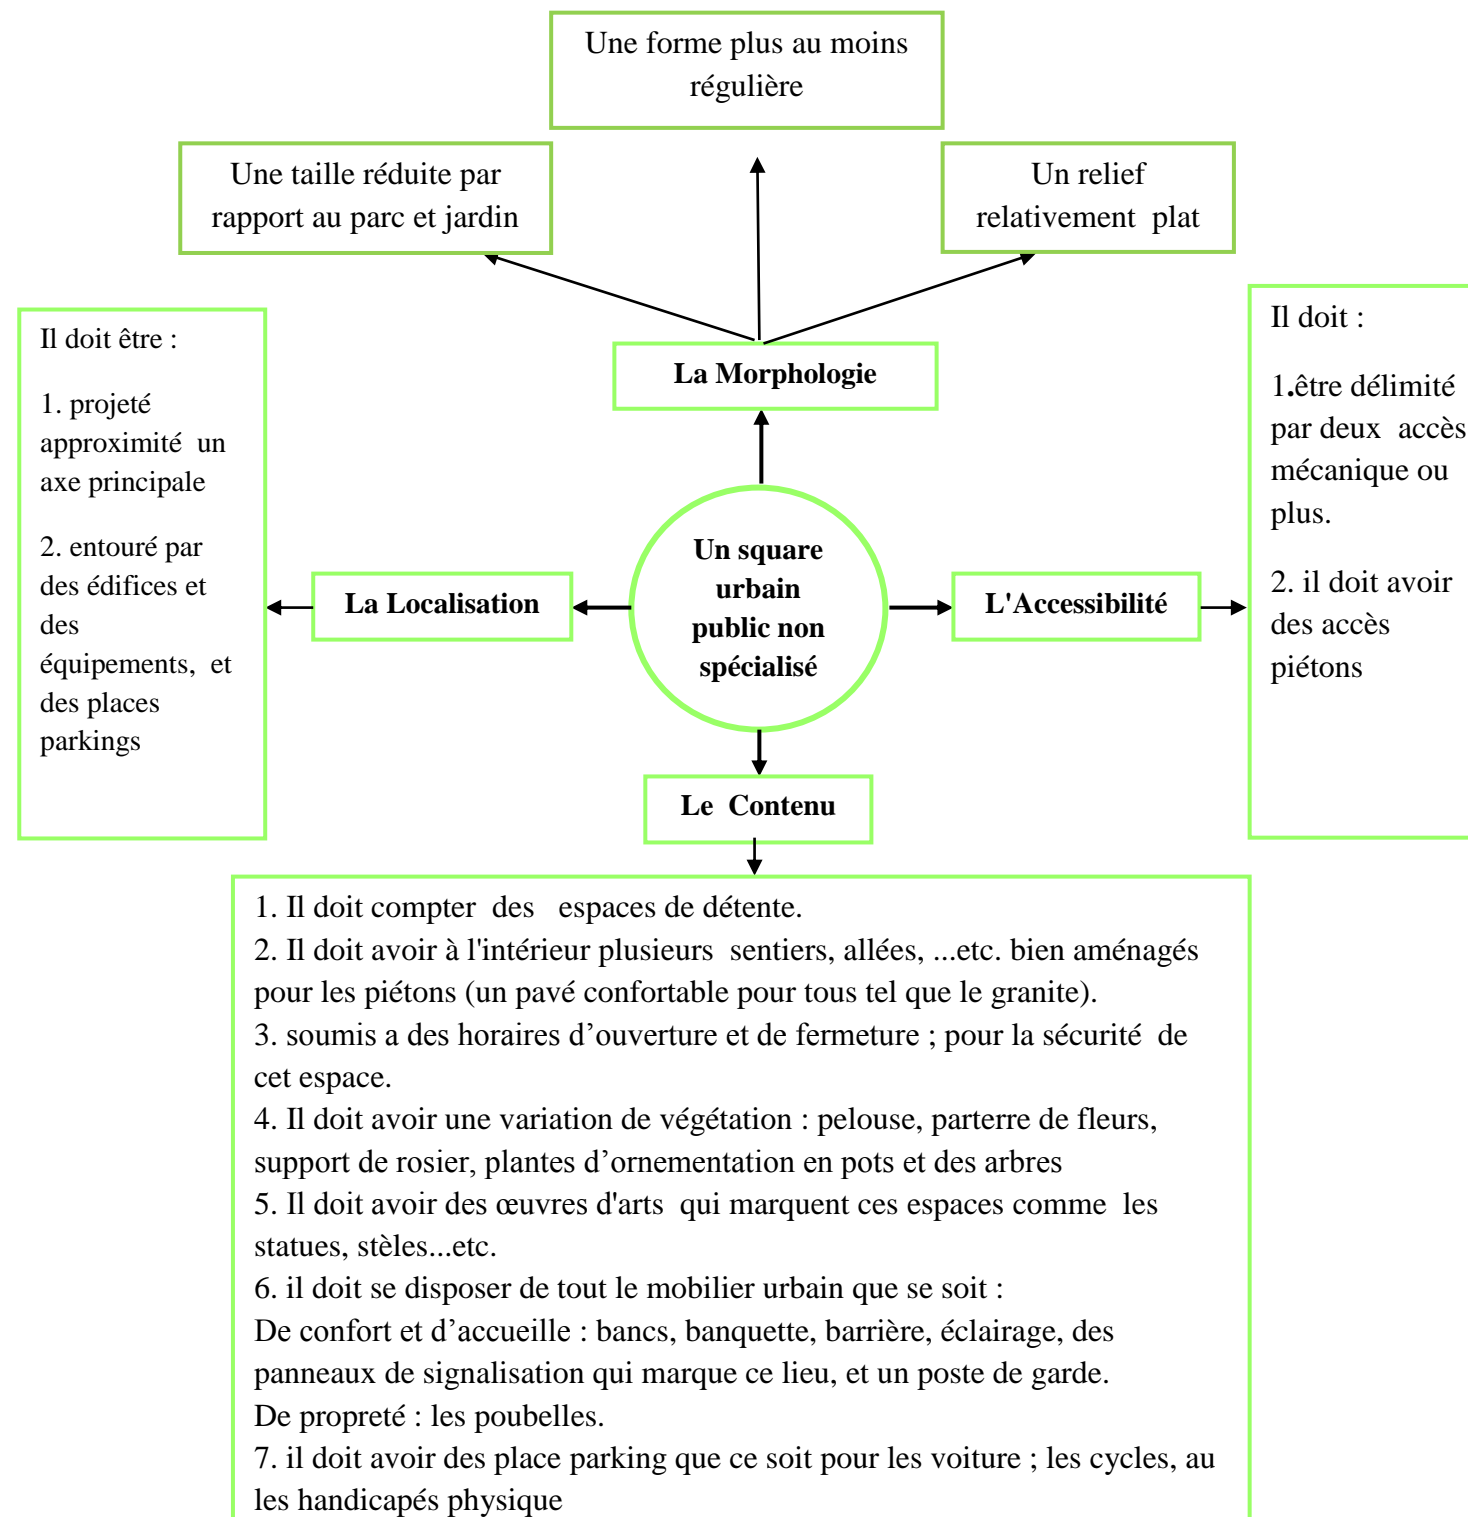 Une forme plus au moins
régulière
Une taille réduite par
rapport au parc et jardin
Un relief
relativement plat
La Morphologie
Il doit être :
1. projeté
approximité un
axe principale
2. entouré par
des édifices et
des
équipements, et
des places
parkings
La Localisation
Un square
urbain
public non
spécialisé
L'Accessibilité
Il doit :
1.être délimité
par deux accès
mécanique ou
plus.
2. il doit avoir
des accès
piétons
Le Contenu
1. Il doit compter des espaces de détente.
2. Il doit avoir à l'intérieur plusieurs sentiers, allées, ...etc. bien aménagés
pour les piétons (un pavé confortable pour tous tel que le granite).
3. soumis a des horaires d’ouverture et de fermeture ; pour la sécurité de
cet espace.
4. Il doit avoir une variation de végétation : pelouse, parterre de fleurs,
support de rosier, plantes d’ornementation en pots et des arbres
5. Il doit avoir des œuvres d'arts qui marquent ces espaces comme les
statues, stèles...etc.
6. il doit se disposer de tout le mobilier urbain que se soit :
De confort et d’accueille : bancs, banquette, barrière, éclairage, des
panneaux de signalisation qui marque ce lieu, et un poste de garde.
De propreté : les poubelles.
7. il doit avoir des place parking que ce soit pour les voiture ; les cycles, au
les handicapés physique